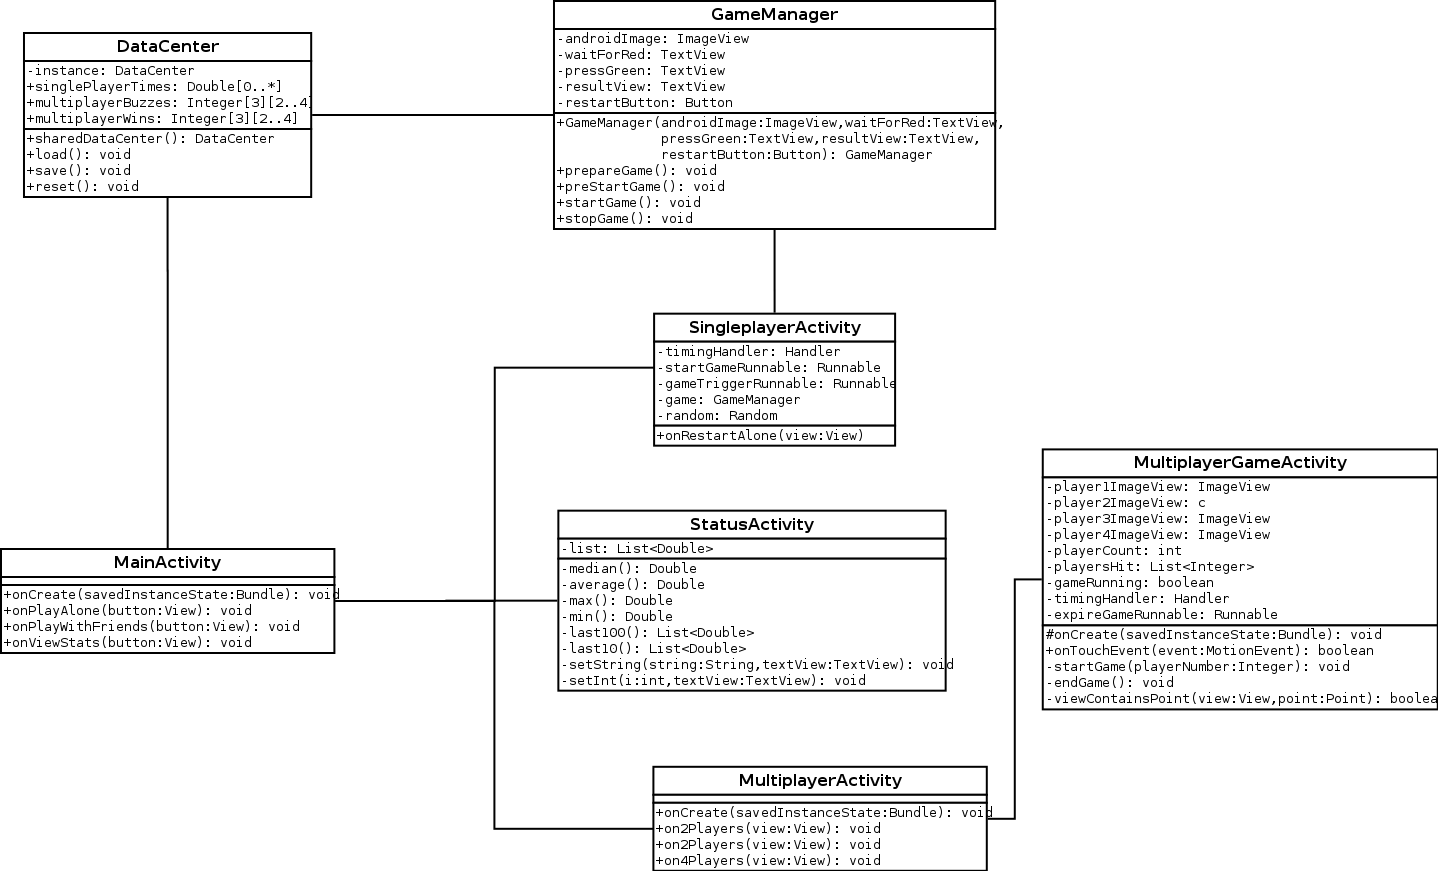 DataCenter
-instance: DataCenter
+singlePlayerTimes: Double[0..*]
+multiplayerBuzzes: Integer[3][2..4]
+multiplayerWins: Integer[3][2..4]
+sharedDataCenter(): DataCenter
+load(): void
+save(): void
+reset(): void
GameManager
-androidImage: ImageView
-waitForRed: TextView
-pressGreen: TextView
-resultView: TextView
-restartButton: Button
+GameManager(androidImage:ImageView,waitForRed:TextView,
pressGreen:TextView,resultView:TextView,
restartButton:Button): GameManager
+prepareGame(): void
+preStartGame(): void
+startGame(): void
+stopGame(): void
SingleplayerActivity
-timingHandler: Handler
-startGameRunnable: Runnable
-gameTriggerRunnable: Runnable
-game: GameManager
-random: Random
+onRestartAlone(view:View)
MainActivity
+onCreate(savedInstanceState:Bundle): void
+onPlayAlone(button:View): void
+onPlayWithFriends(button:View): void
+onViewStats(button:View): void
StatusActivity
-list: List<Double>
-median(): Double
-average(): Double
-max(): Double
-min(): Double
-last100(): List<Double>
-last10(): List<Double>
-setString(string:String,textView:TextView): void
-setInt(i:int,textView:TextView): void
MultiplayerGameActivity
-player1ImageView: ImageView
-player2ImageView: c
-player3ImageView: ImageView
-player4ImageView: ImageView
-playerCount: int
-playersHit: List<Integer>
-gameRunning: boolean
-timingHandler: Handler
-expireGameRunnable: Runnable
#onCreate(savedInstanceState:Bundle): void
+onTouchEvent(event:MotionEvent): boolean
-startGame(playerNumber:Integer): void
-endGame(): void
-viewContainsPoint(view:View,point:Point): boolea
MultiplayerActivity
+onCreate(savedInstanceState:Bundle): void
+on2Players(view:View): void
+on2Players(view:View): void
+on4Players(view:View): void